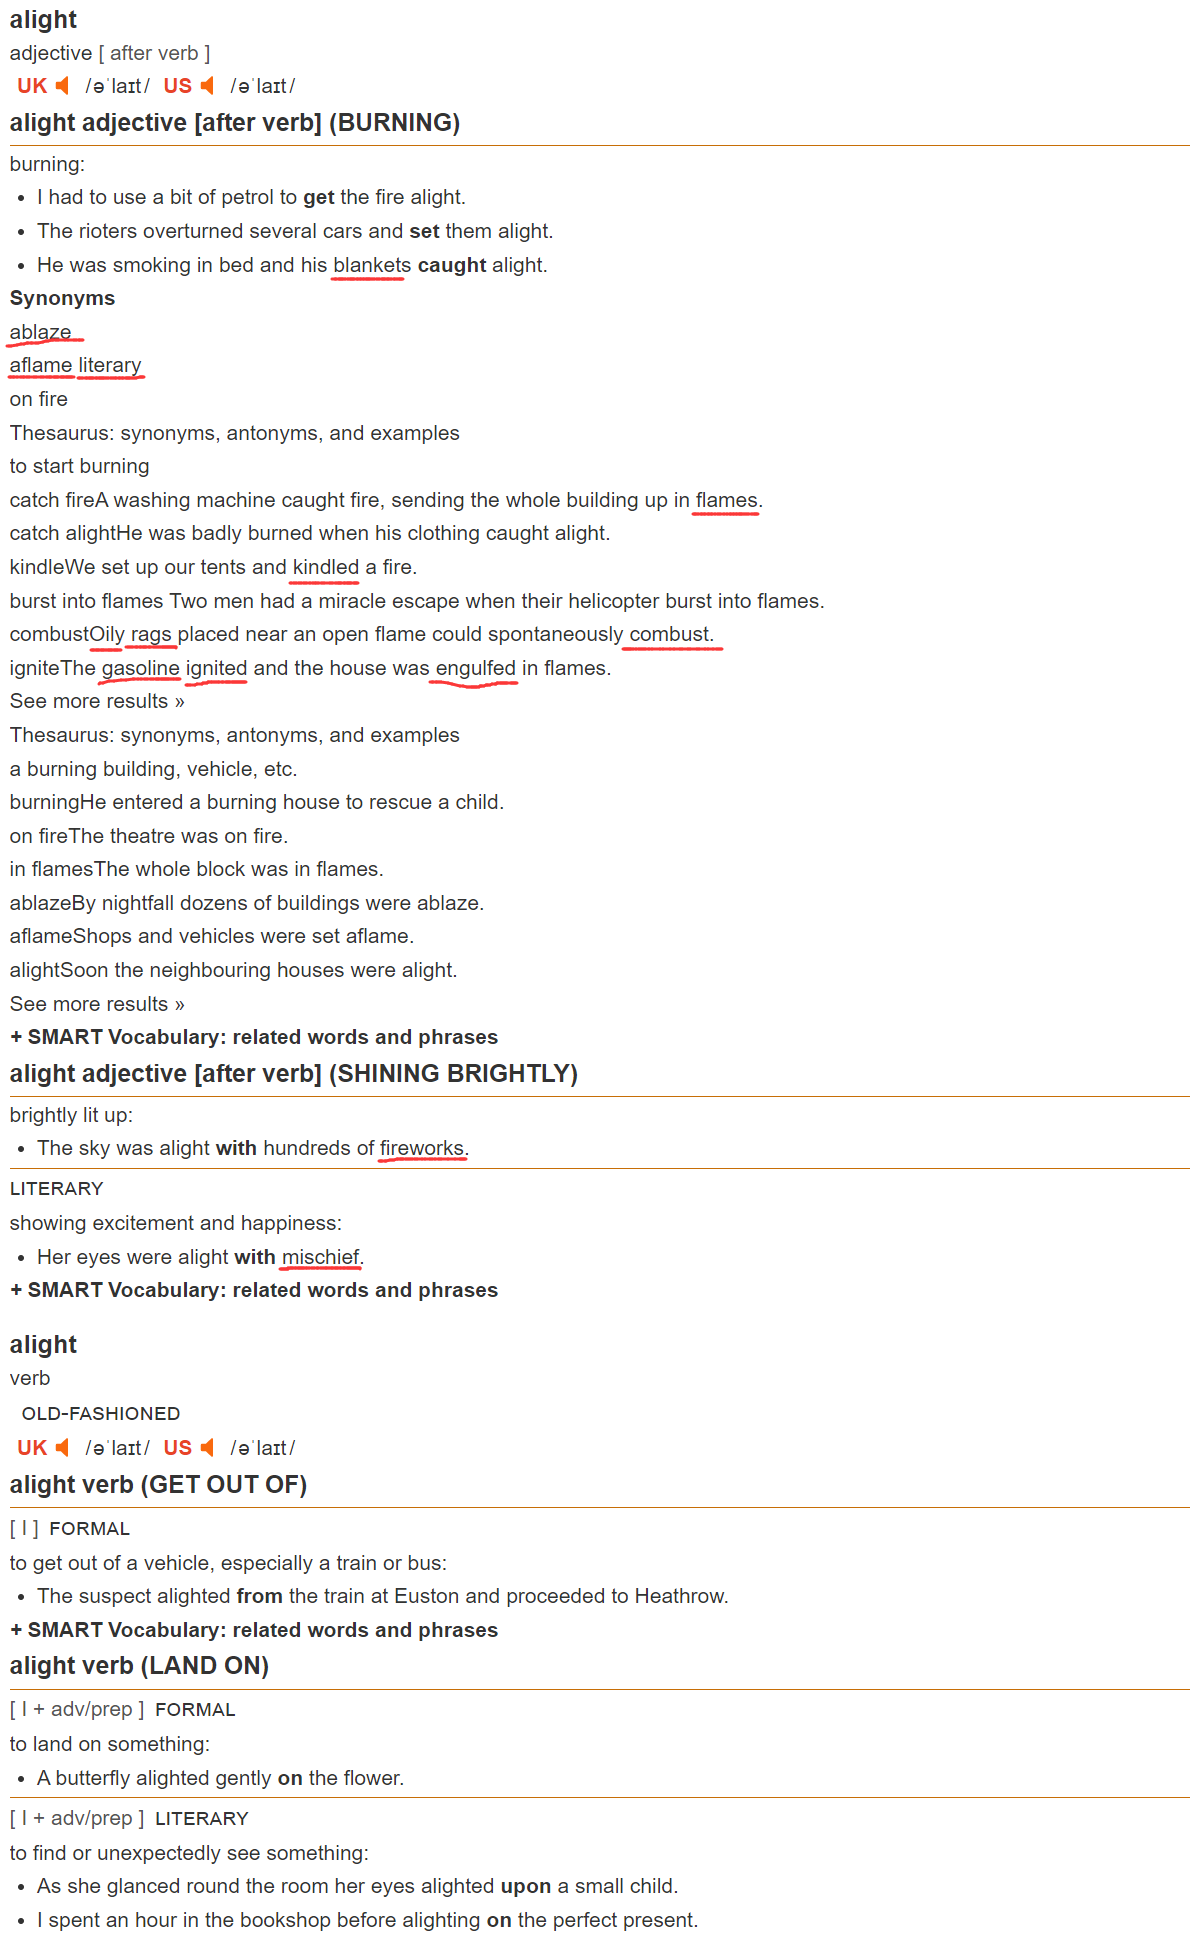 alight
adjective [ after verb ]
UK /əˈlaɪt/ US /əˈlaɪt/
alight adjective [after verb] (BURNING)
burning:
• I had to use a bit of petrol to get the fire alight.
• The rioters overturned several cars and set them alight.
• He was smoking in bed and his blankets caught alight.
Synonyms
ablaze
aflame literary
on fire
Thesaurus: synonyms, antonyms, and examples
to start burning
catch fireA washing machine caught fire, sending the whole building up in flames.
catch alightHe was badly burned when his clothing caught alight.
kindleWe set up our tents and kindled a fire.
burst into flames Two men had a miracle escape when their helicopter burst into flames.
combustOily rags placed near an open flame could spontaneously combust.
igniteThe gasoline ignited and the house was engulfed in flames.
See more results »
Thesaurus: synonyms, antonyms, and examples
a burning building, vehicle, etc.
burningHe entered a burning house to rescue a child.
on fireThe theatre was on fire.
in flamesThe whole block was in flames.
ablazeBy nightfall dozens of buildings were ablaze.
aflameShops and vehicles were set aflame.
alightSoon the neighbouring houses were alight.
See more results »
+ SMART Vocabulary: related words and phrases
alight adjective [after verb] (SHINING BRIGHTLY)
brightly lit up:
• The sky was alight with hundreds of fireworks.
LITERARY
showing excitement and happiness:
• Her eyes were alight with mischief.
+ SMART Vocabulary: related words and phrases
alight
verb
OLD-FASHIONED
UK /əˈlaɪt/ US /əˈlaɪt/
alight verb (GET OUT OF)
[ I ] FORMAL
to get out of a vehicle, especially a train or bus:
• The suspect alighted from the train at Euston and proceeded to Heathrow.
+ SMART Vocabulary: related words and phrases
alight verb (LAND ON)
[ I + adv/prep ] FORMAL
to land on something:
• A butterfly alighted gently on the flower.
[ I + adv/prep ] LITERARY
to find or unexpectedly see something:
• As she glanced round the room her eyes alighted upon a small child.
• I spent an hour in the bookshop before alighting on the perfect present.